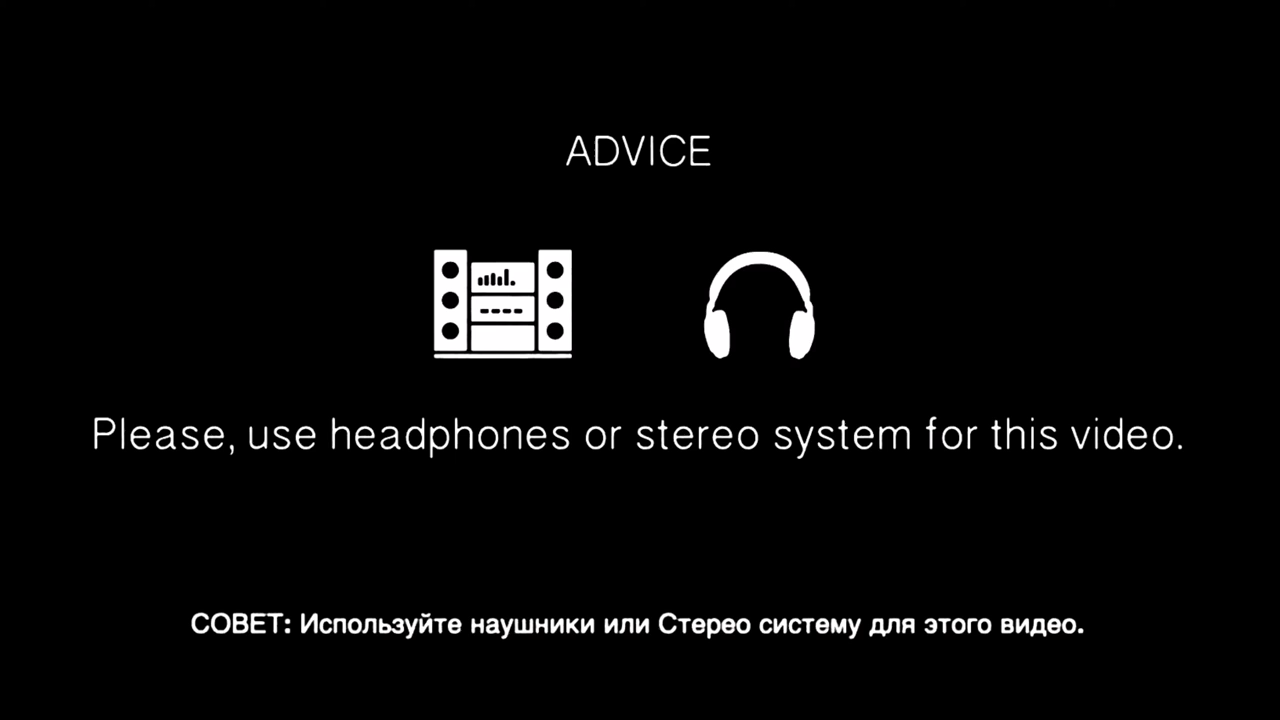 ADVICE
Please, use headphones or stereo system for this video.
СОВЕТ: Используйте наушники или Стерео систему для этого видео.